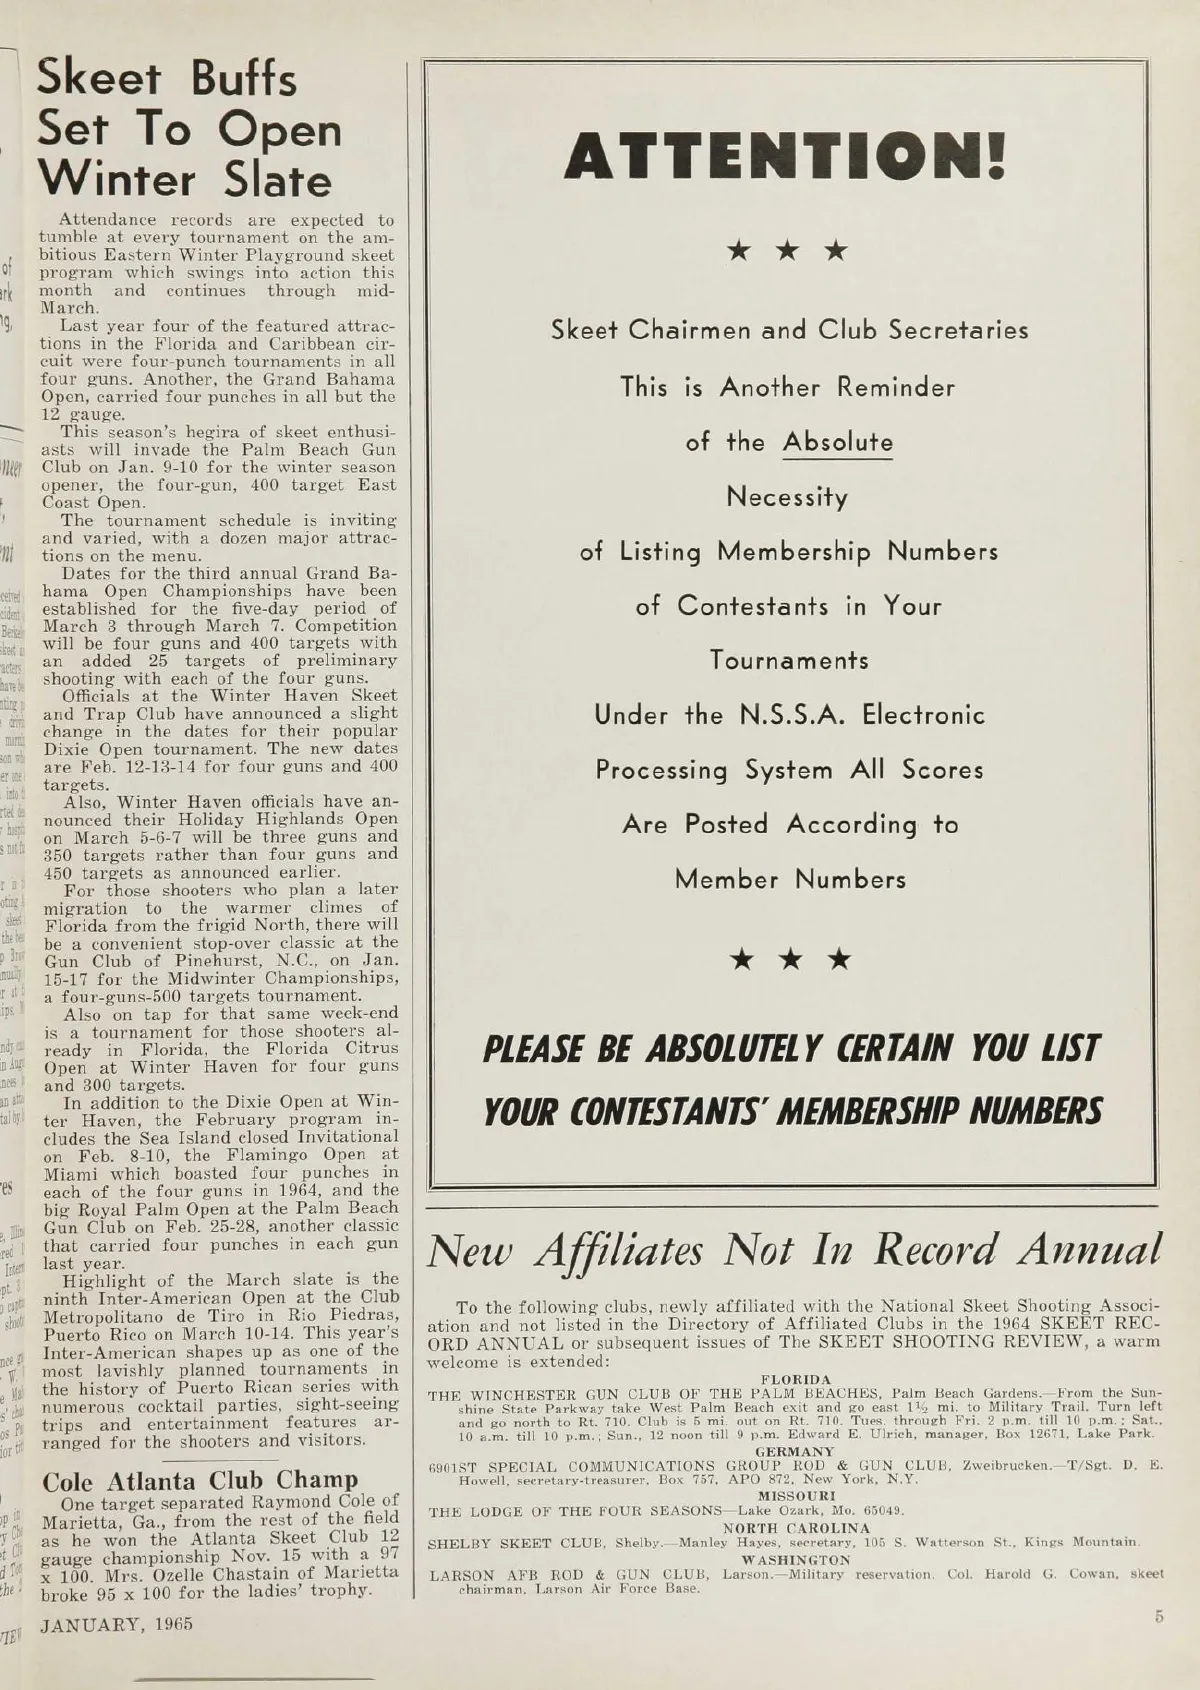 Skeet Buffs
Set To Open
Winter Slate
Attendance records are expected to
tumble at every tournament on the am-
bitious Eastern Winter Playground skeet
program which swings into action this
month and continues through mid-
March.
Last year four of the featured attrac-
tions in the Florida and Caribbean cir-
cuit were four-punch tournaments in all
four guns. Another, the Grand Bahama
Open, carried four punches in all but the
12 gauge.
This season's hegira of skeet enthusi-
asts will invade the Palm Beach Gun
Club on Jan. 9-10 for the winter season
opener, the four-gun, 400 target East
Coast Open.
The tournament schedule is inviting
and varied, with a dozen major attrac-
tions on the menu.
Dates for the third annual Grand Ba-
hama Open Championships have been
established for the five-day period of
March 3 through March 7. Competition
will be four guns and 400 targets with
an added 25 targets of preliminary
shooting with each of the four guns.
Officials at the Winter Haven Skeet
and Trap Club have announced a slight
change in the dates for their popular
Dixie Open tournament. The new dates
are Feb. 12-13-14 for four guns and 400
targets.
Also, Winter Haven officials have an-
nounced their Holiday Highlands Open
on March 5-6-7 will be three guns and
350 targets rather than four guns and
450 targets as announced earlier.
For those shooters who plan a later
migration to the warmer climes of
Florida from the frigid North, there will
be a convenient stop-over classic at the
Gun Club of Pinehurst, N.C., on Jan.
15-17 for the Midwinter Championships,
a four-guns-500 targets tournament.
Also on tap for that same week-end
is a tournament for those shooters al-
ready in Florida, the Florida Citrus
Open at Winter Haven for four guns
and 300 targets.
In addition to the Dixie Open at Win-
ter Haven, the February program in-
cludes the Sea Island closed Invitational
on Feb. 8-10, the Flamingo Open at
Miami which boasted four punches in
each of the four guns in 1964, and the
big Royal Palm Open at the Palm Beach
Gun Club on Feb. 25-28, another classic
that carried four punches in each gun
last year.
Highlight of the March slate is the
ninth Inter-American Open at the Club
Metropolitano de Tiro in Rio Piedras,
Puerto Rico on March 10-14. This year's
Inter-American shapes up as one of the
most lavishly planned tournaments in
the history of Puerto Rican series with
numerous cocktail parties, sight-seeing
trips and entertainment features ar-
ranged for the shooters and visitors.
Cole Atlanta Club Champ
One target separated Raymond Cole of
Marietta, Ga., from the rest of the field
as he won the Atlanta Skeet Club 12
gauge championship Nov. 15 with a 97
x 100. Mrs. Ozelle Chastain of Marietta
broke 95 x 100 for the ladies' trophy.
ATTENTION!
★ ★ ★
Skeet Chairmen and Club Secretaries
This is Another Reminder
of the Absolute
Necessity
of Listing Membership Numbers
of Contestants in Your
Tournaments
Under the N.S.S.A. Electronic
Processing System All Scores
Are Posted According to
Member Numbers
★ ★ ★
PLEASE BE ABSOLUTELY CERTAIN YOU LIST
YOUR CONTESTANTS' MEMBERSHIP NUMBERS
New Affiliates Not In Record Annual
To the following clubs, newly affiliated with the National Skeet Shooting Associ-
ation and not listed in the Directory of Affiliated Clubs in the 1964 SKEET REC-
ORD ANNUAL or subsequent issues of The SKEET SHOOTING REVIEW, a warm
welcome is extended:
FLORIDA
THE WINCHESTER GUN CLUB OF THE PALM BEACHES, Palm Beach Gardens.—From the Sun-
shine State Parkway take West Palm Beach exit and go east 1½ mi. to Military Trail. Turn left
and go north to Rt. 710. Club is 5 mi. out on Rt. 710. Tues. through Fri. 2 p.m. till 10 p.m.; Sat.,
10 a.m. till 10 p.m.; Sun., 12 noon till 9 p.m. Edward E. Ulrich, manager, Box 12671, Lake Park.
GERMANY
6901ST SPECIAL COMMUNICATIONS GROUP ROD & GUN CLUB, Zweibrucken.—T/Sgt. D. E.
Howell, secretary-treasurer, Box 757, APO 872, New York, N.Y.
MISSOURI
THE LODGE OF THE FOUR SEASONS—Lake Ozark, Mo. 65049.
NORTH CAROLINA
SHELBY SKEET CLUB, Shelby.—Manley Hayes, secretary, 105 S. Watterson St., Kings Mountain.
WASHINGTON
LARSON AFB ROD & GUN CLUB, Larson.—Military reservation. Col. Harold G. Cowan, skeet
chairman, Larson Air Force Base.
JANUARY, 1965
5